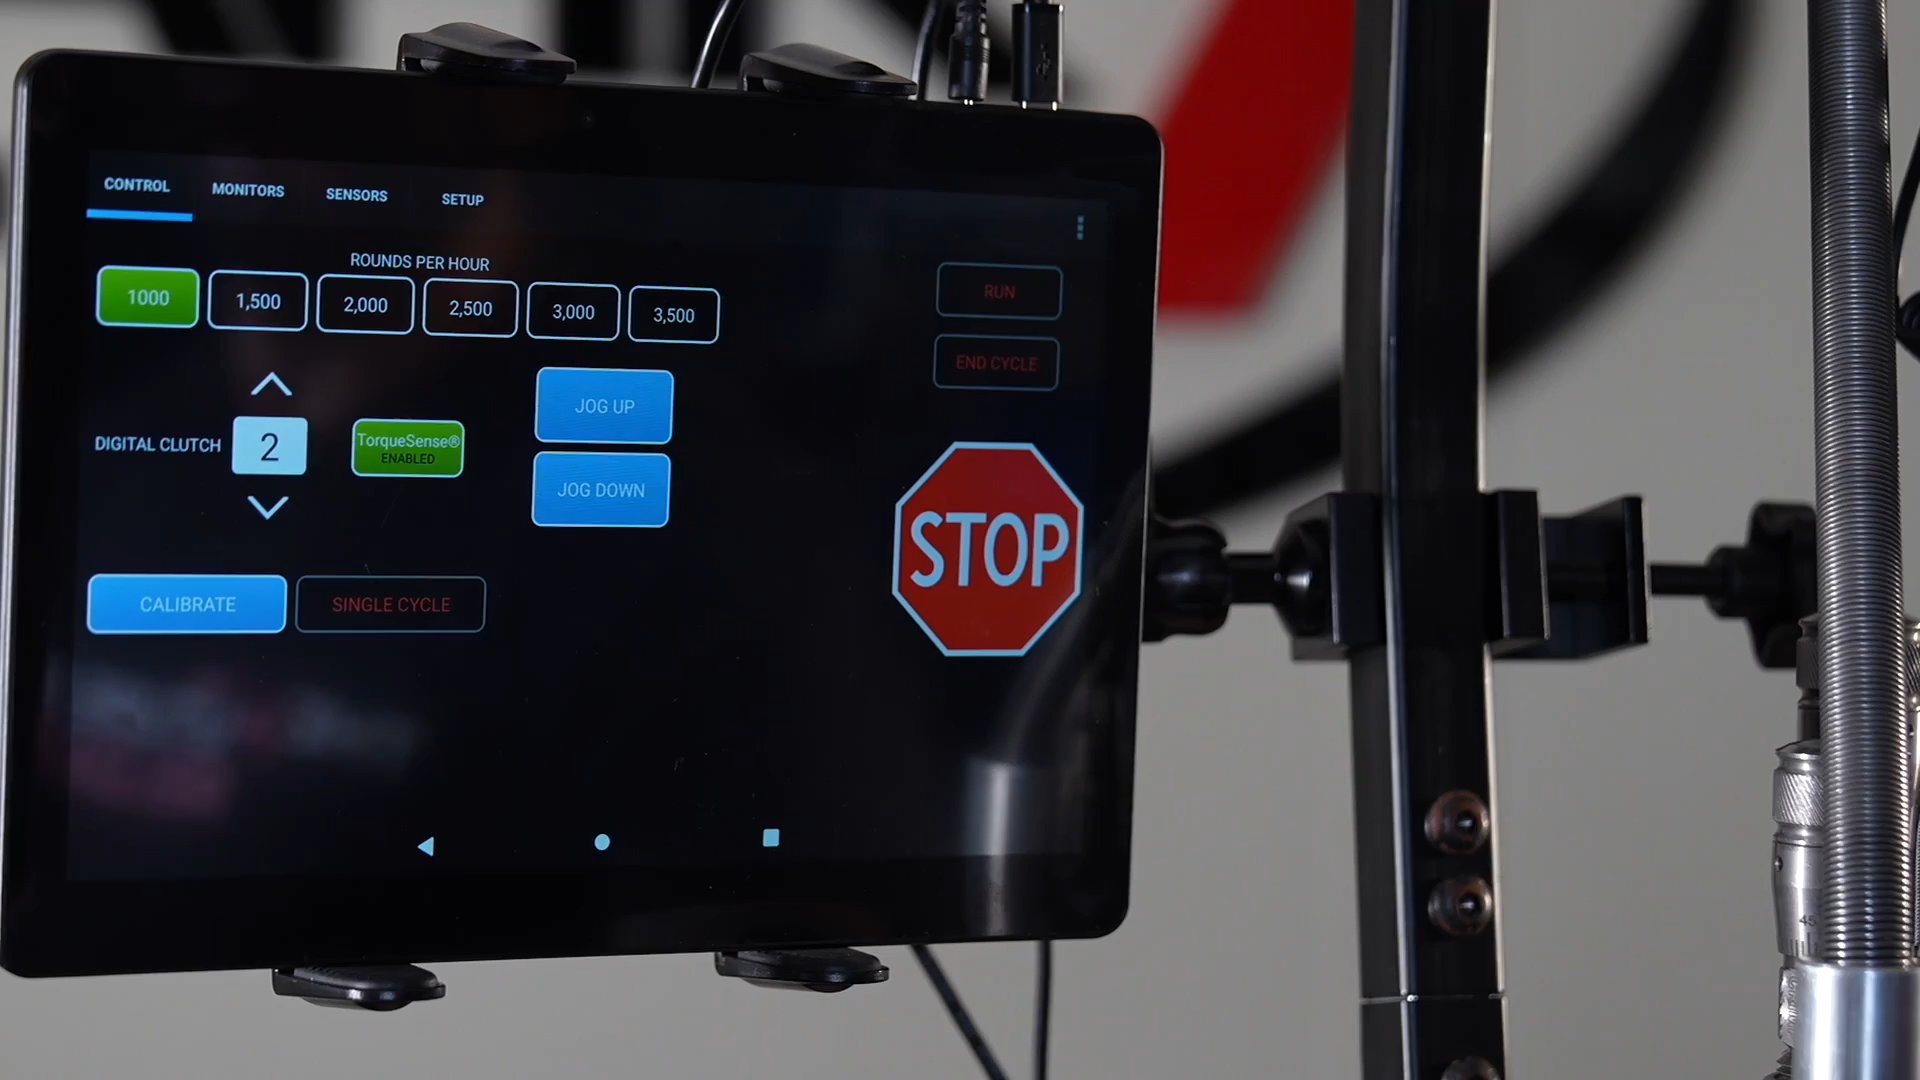 CONTROL
MONITORS
SENSORS
SETUP
ROUNDS PER HOUR
1000
1,500
2,000
2,500
3,000
3,500
RUN
END CYCLE
JOG UP
DIGITAL CLUTCH
2
TorqueSense®
ENABLED
JOG DOWN
STOP
CALIBRATE
SINGLE CYCLE
45